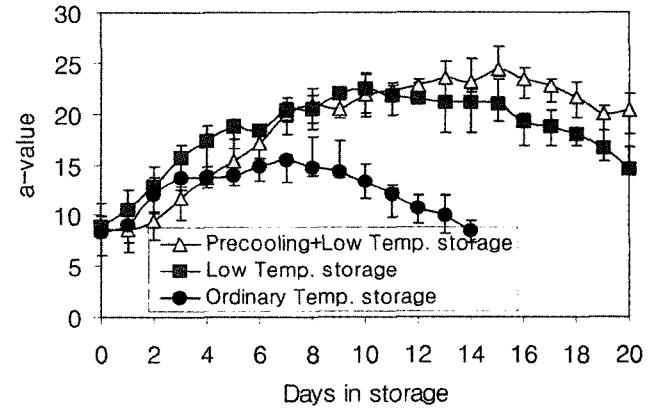 30
25
20
15
10
5
0
a-value
Precooling+Low Temp. storage
Low Temp. storage
Ordinary Temp. storage
0 2 4 6 8 10 12 14 16 18 20
Days in storage